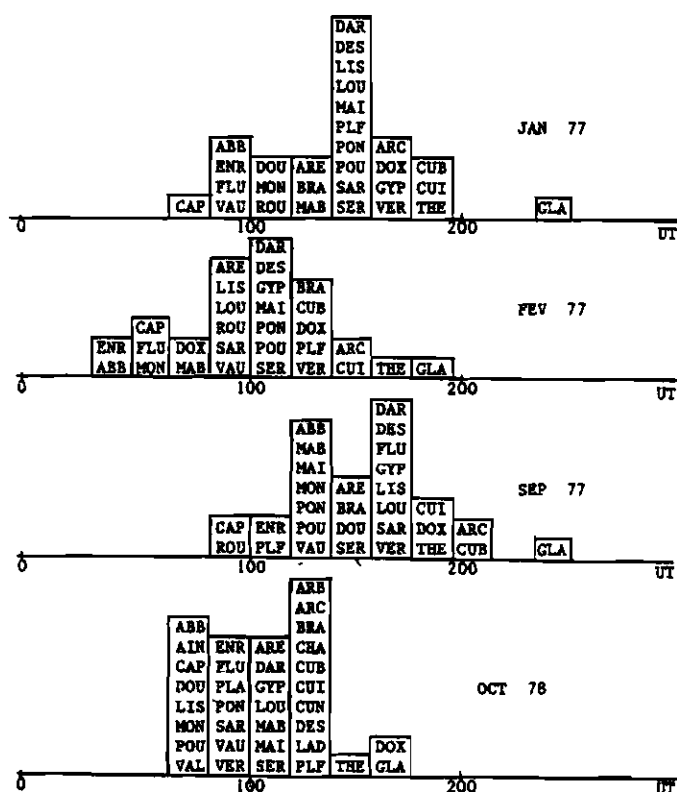 DAR
DES
LIS
LOU
MAI
PLF JAN 77
ABB PON ARC
ENR DOU ARE POU DOX CUB
FLU MON BRA SAR GYP CUI
CAP VAU ROU MAB SER VER THE GLA
0 100 200 UT
DAR
ARE DES
LIS GYP BRA
LOU MAI CUB FEV 77
CAP ROU PON DOX
ENR FLU DOX SAR POU PLF ARC
ABB MON MAB VAU SER VER CUI THE GLA
0 100 200 UT
DAR
ABB DES
MAB FLU
MAI GYP
MON ARE LIS SEP 77
PON BRA LOU CUI
CAP ENR POU DOU SAR DOX ARC
ROU PLF VAU SER VER THE CUB GLA
0 100 200 UT
ARB
ARC
ABB BRA
AIN ENR ARE CHA
CAP FLU DAR CUB
DOU PLA GYP CUI OCT 78
LIS PON LOU CUN
MON SAR MAB DES
POU VAU MAI LAD DOX
VAL VER SER PLF THE GLA
0 100 200 UT